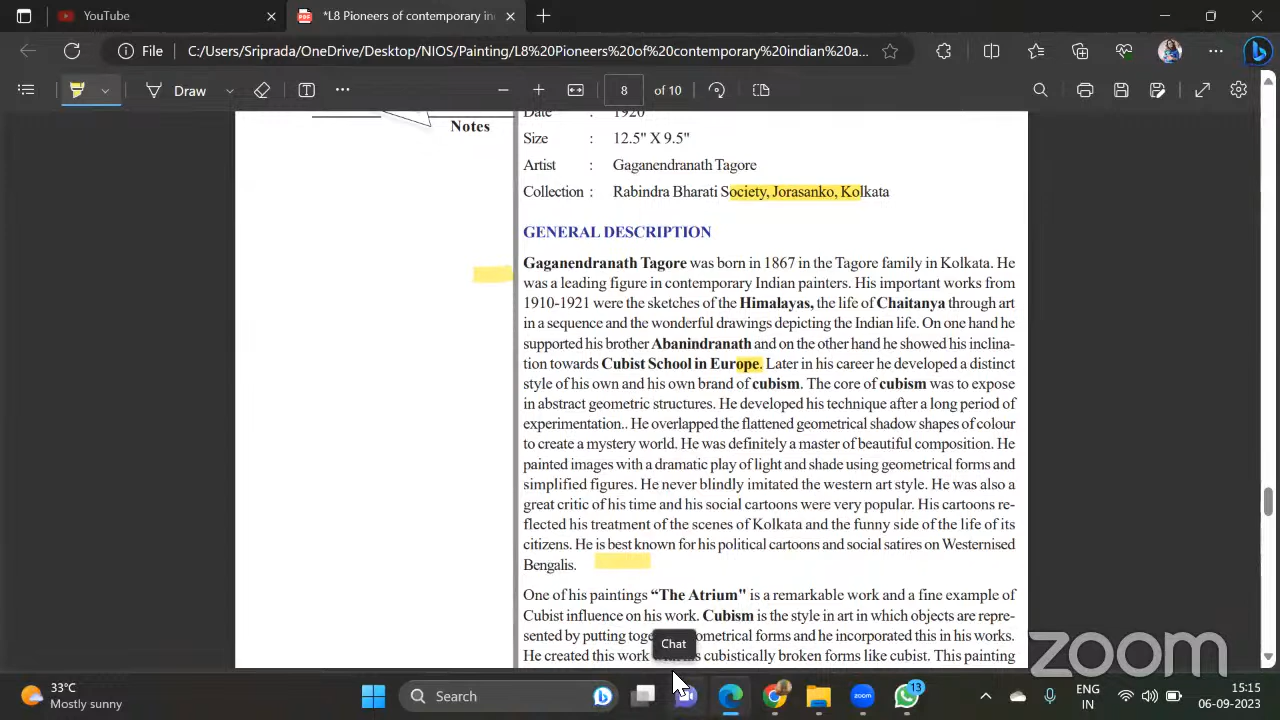 YouTube
*L8 Pioneers of contemporary in
File
C:/Users/Sriprada/OneDrive/Desktop/NIOS/Painting/L8%20Pioneers%20of%20contemporary%20indian%20a...
Draw
8 of 10
Notes
Date : 1920
Size : 12.5" X 9.5"
Artist : Gaganendranath Tagore
Collection : Rabindra Bharati Society, Jorasanko, Kolkata
GENERAL DESCRIPTION
Gaganendranath Tagore was born in 1867 in the Tagore family in Kolkata. He
was a leading figure in contemporary Indian painters. His important works from
1910-1921 were the sketches of the Himalayas, the life of Chaitanya through art
in a sequence and the wonderful drawings depicting the Indian life. On one hand he
supported his brother Abanindranath and on the other hand he showed his inclina-
tion towards Cubist School in Europe. Later in his career he developed a distinct
style of his own and his own brand of cubism. The core of cubism was to expose
in abstract geometric structures. He developed his technique after a long period of
experimentation.. He overlapped the flattened geometrical shadow shapes of colour
to create a mystery world. He was definitely a master of beautiful composition. He
painted images with a dramatic play of light and shade using geometrical forms and
simplified figures. He never blindly imitated the western art style. He was also a
great critic of his time and his social cartoons were very popular. His cartoons re-
flected his treatment of the scenes of Kolkata and the funny side of the life of its
citizens. He is best known for his political cartoons and social satires on Westernised
Bengalis.
One of his paintings “The Atrium" is a remarkable work and a fine example of
Cubist influence on his work. Cubism is the style in art in which objects are repre-
sented by putting toge ometrical forms and he incorporated this in his works.
He created this work cubistically broken forms like cubist. This painting
Chat
zoom
33°C
Mostly sunny
Search
zoom
13
ENG
IN
15:15
06-09-2023